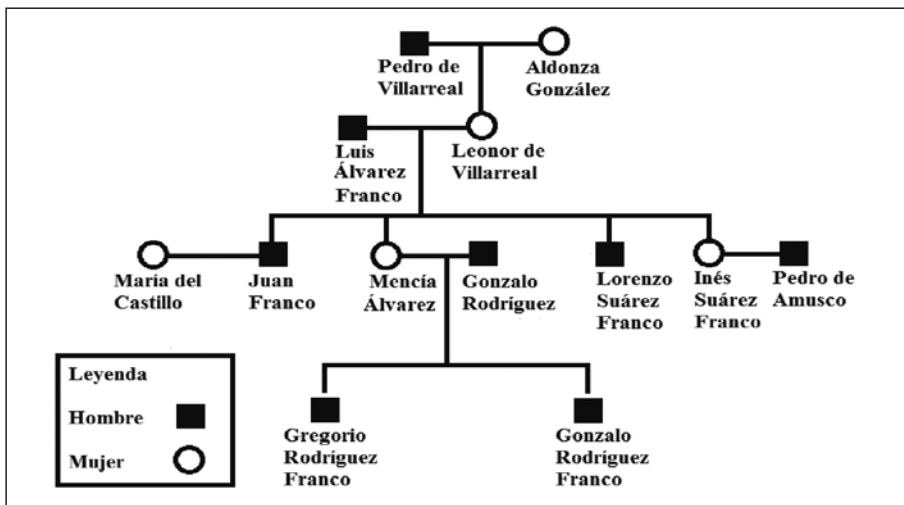 Pedro de
Villarreal
Aldonza
González
Luis
Álvarez
Franco
Leonor de
Villarreal
María del
Castillo
Juan
Franco
Mencía
Álvarez
Gonzalo
Rodríguez
Lorenzo
Suárez
Franco
Inés
Suárez
Franco
Pedro de
Amusco
Leyenda
Hombre
Mujer
Gregorio
Rodríguez
Franco
Gonzalo
Rodríguez
Franco